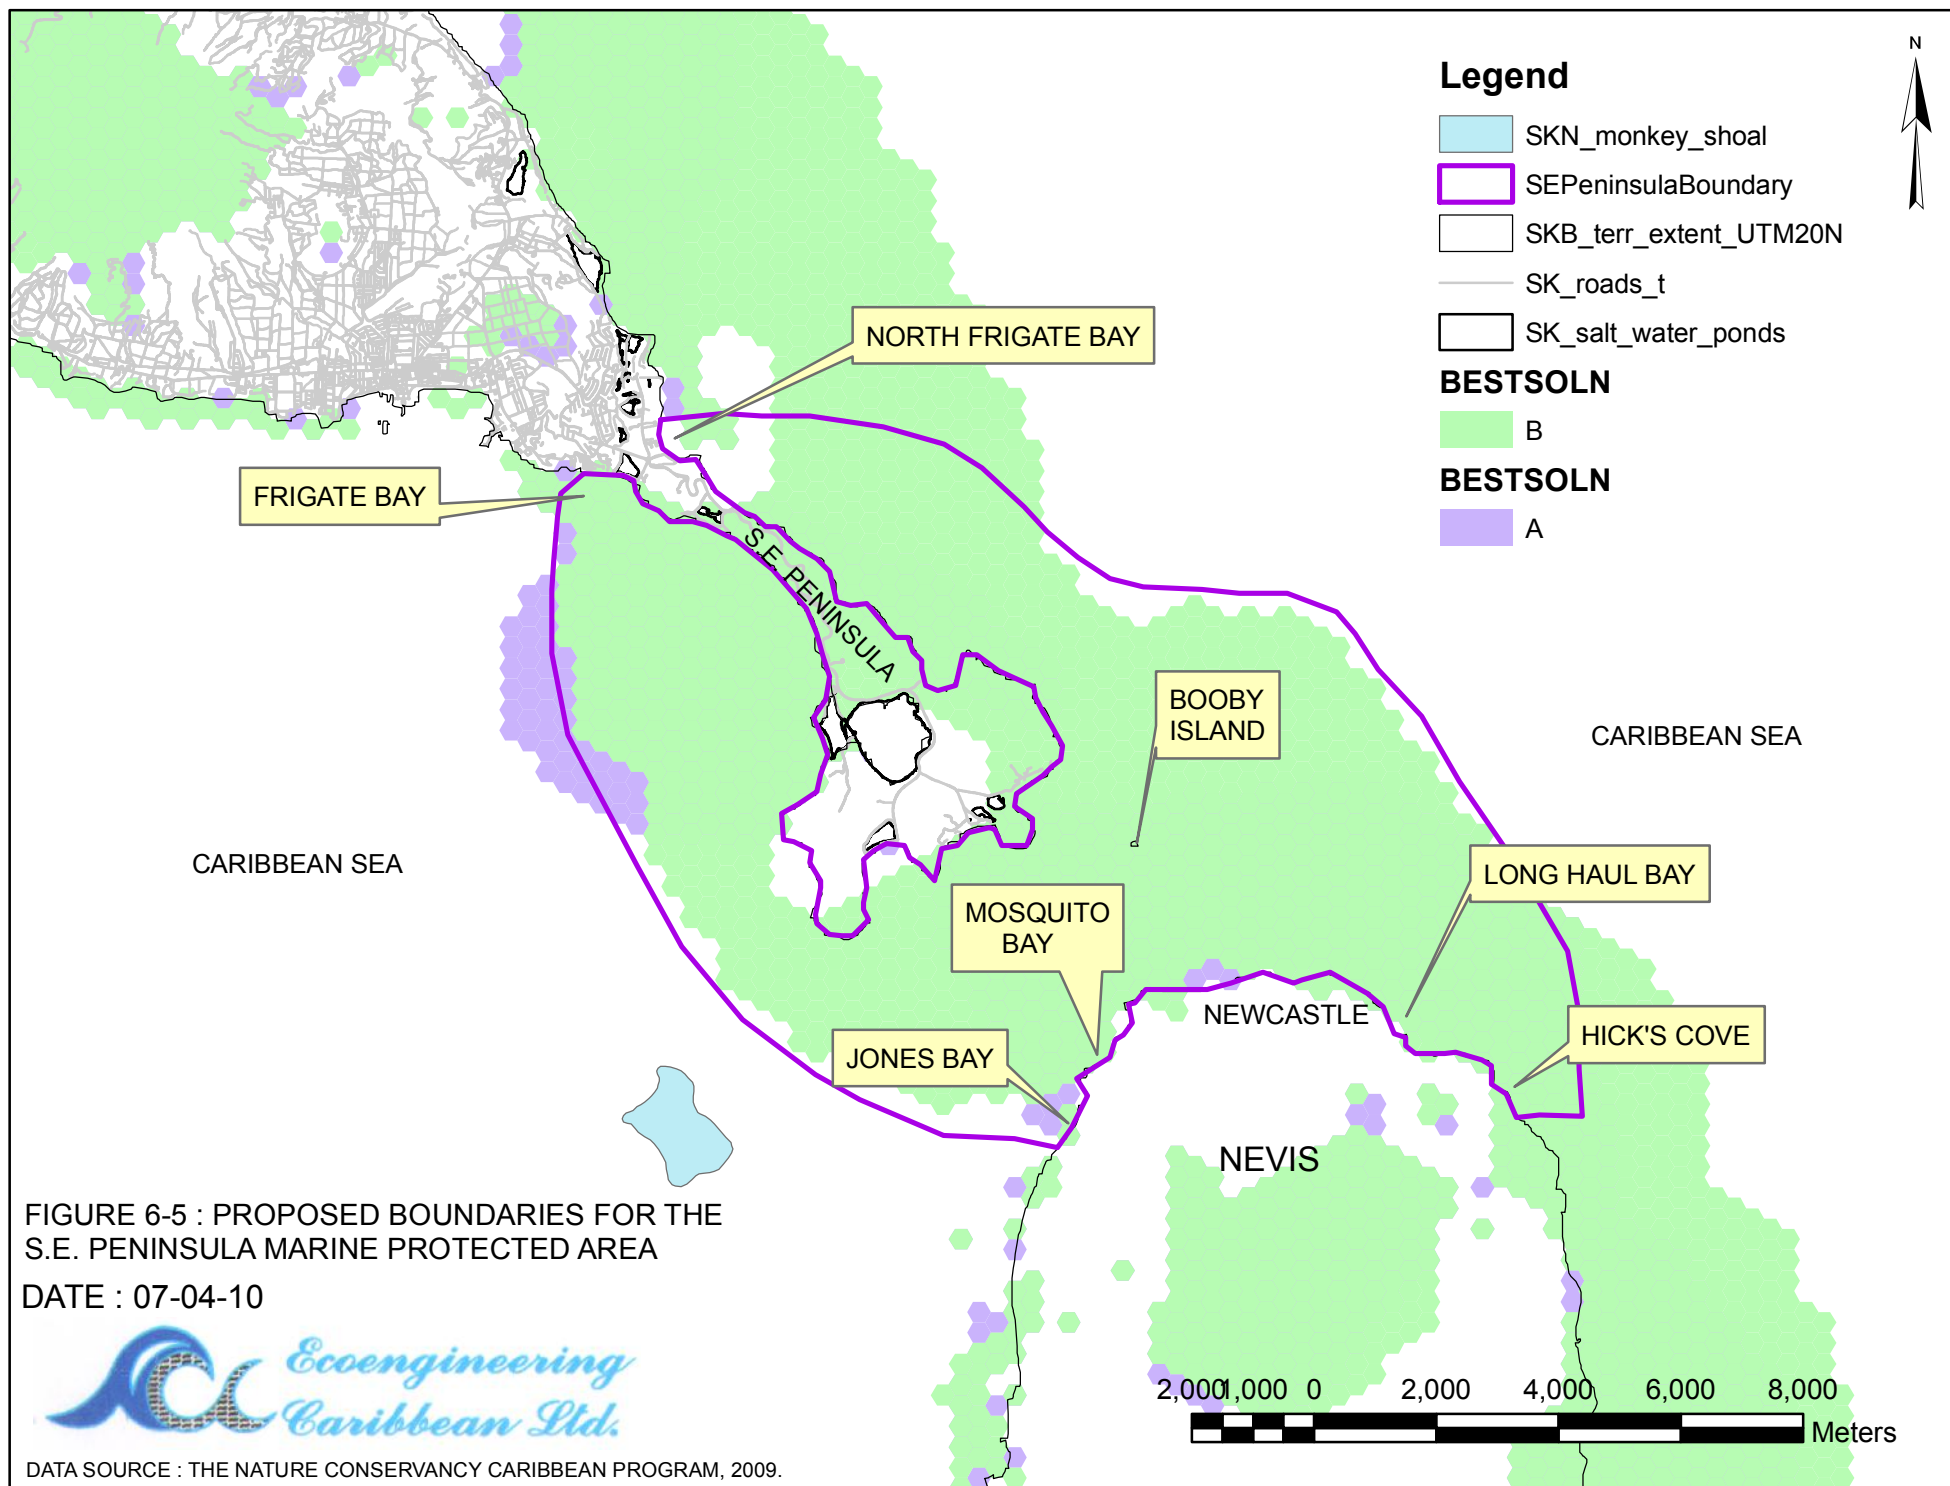 N
Legend
SKN_monkey_shoal
SEPeninsulaBoundary
SKB_terr_extent_UTM20N
SK_roads_t
SK_salt_water_ponds
BESTSOLN
B
BESTSOLN
A
NORTH FRIGATE BAY
FRIGATE BAY
S.E. PENINSULA
BOOBY
ISLAND
CARIBBEAN SEA
CARIBBEAN SEA
LONG HAUL BAY
MOSQUITO
BAY
NEWCASTLE
HICK'S COVE
JONES BAY
NEVIS
FIGURE 6-5 : PROPOSED BOUNDARIES FOR THE
S.E. PENINSULA MARINE PROTECTED AREA
DATE : 07-04-10
Ecoengineering
Caribbean Ltd.
2,000 1,000 0 2,000 4,000 6,000 8,000
Meters
DATA SOURCE : THE NATURE CONSERVANCY CARIBBEAN PROGRAM, 2009.